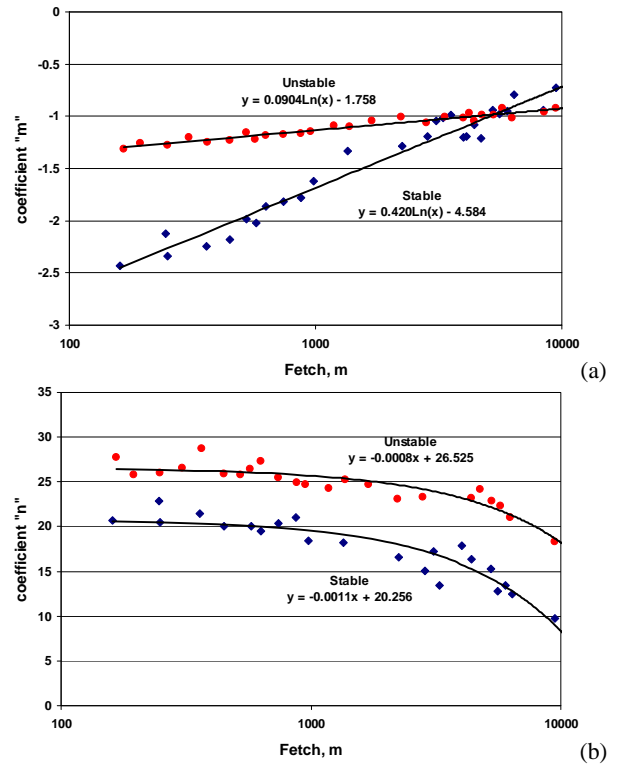 0
-0.5
-1
-1.5
-2
-2.5
-3
coefficient "m"
Unstable
y = 0.0904Ln(x) - 1.758
Stable
y = 0.420Ln(x) - 4.584
100 1000 10000
Fetch, m
(a)
35
30
25
20
15
10
5
0
coefficient "n"
Unstable
y = -0.0008x + 26.525
Stable
y = -0.0011x + 20.256
100 1000 10000
Fetch, m
(b)